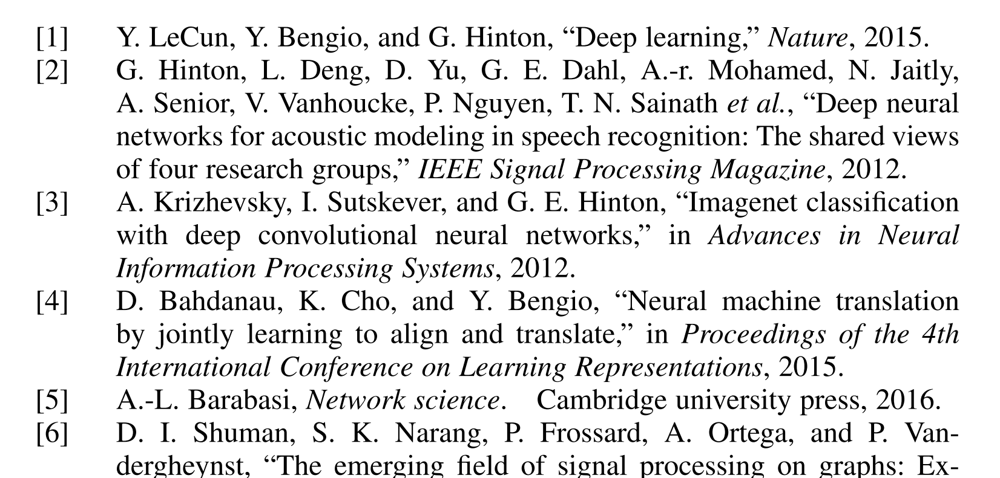 [1] Y. LeCun, Y. Bengio, and G. Hinton, “Deep learning,” Nature, 2015.
[2] G. Hinton, L. Deng, D. Yu, G. E. Dahl, A.-r. Mohamed, N. Jaitly,
A. Senior, V. Vanhoucke, P. Nguyen, T. N. Sainath et al., “Deep neural
networks for acoustic modeling in speech recognition: The shared views
of four research groups,” IEEE Signal Processing Magazine, 2012.
[3] A. Krizhevsky, I. Sutskever, and G. E. Hinton, “Imagenet classification
with deep convolutional neural networks,” in Advances in Neural
Information Processing Systems, 2012.
[4] D. Bahdanau, K. Cho, and Y. Bengio, “Neural machine translation
by jointly learning to align and translate,” in Proceedings of the 4th
International Conference on Learning Representations, 2015.
[5] A.-L. Barabasi, Network science. Cambridge university press, 2016.
[6] D. I. Shuman, S. K. Narang, P. Frossard, A. Ortega, and P. Van-
dergheynst, “The emerging field of signal processing on graphs: Ex-